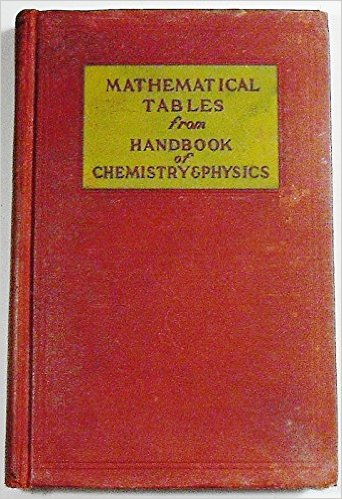 MATHEMATICAL
TABLES
from
HANDBOOK
of
CHEMISTRY & PHYSICS